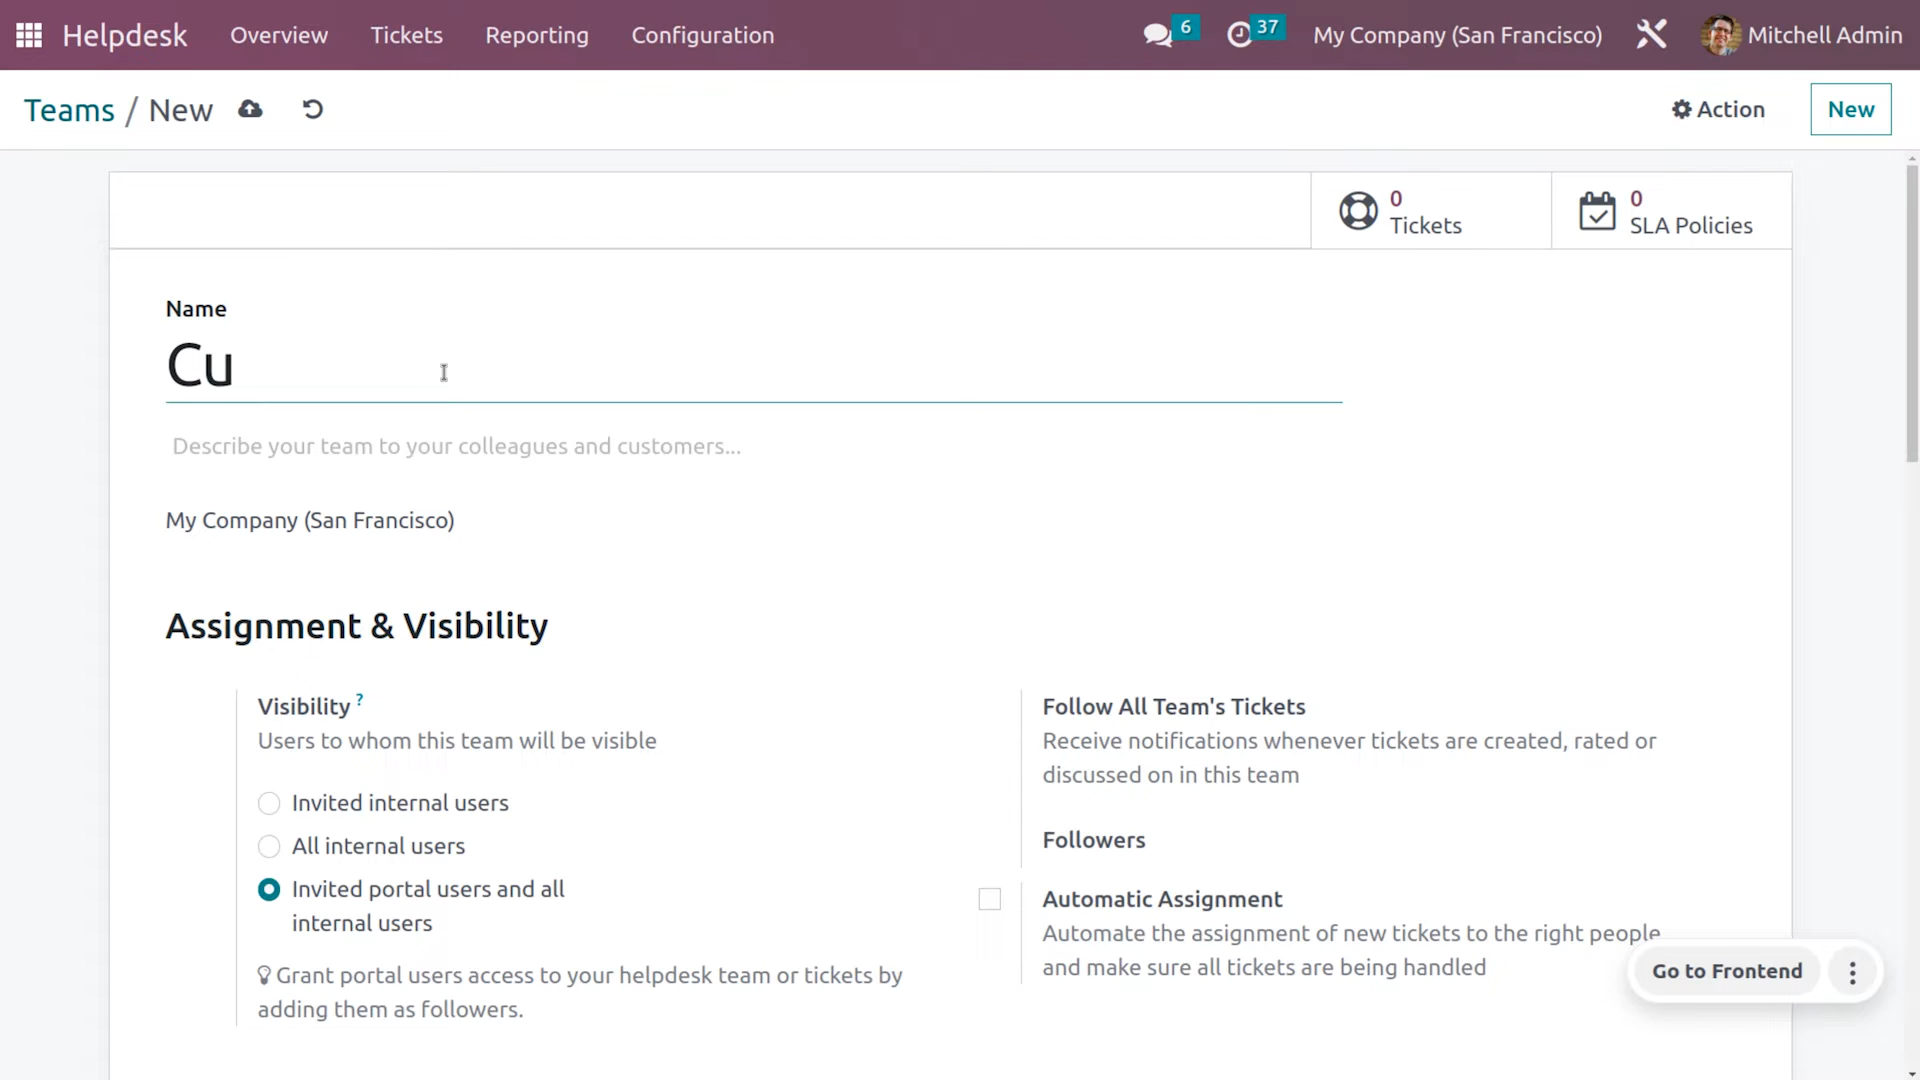 Helpdesk Overview Tickets Reporting Configuration 6 37 My Company (San Francisco) Mitchell Admin
Teams / New Action New
0
Tickets
0
SLA Policies
Name
Cu
Describe your team to your colleagues and customers...
My Company (San Francisco)
Assignment & Visibility
Visibility ?
Users to whom this team will be visible
Invited internal users
All internal users
Invited portal users and all
internal users
Grant portal users access to your helpdesk team or tickets by
adding them as followers.
Follow All Team's Tickets
Receive notifications whenever tickets are created, rated or
discussed on in this team
Followers
Automatic Assignment
Automate the assignment of new tickets to the right people
and make sure all tickets are being handled
Go to Frontend